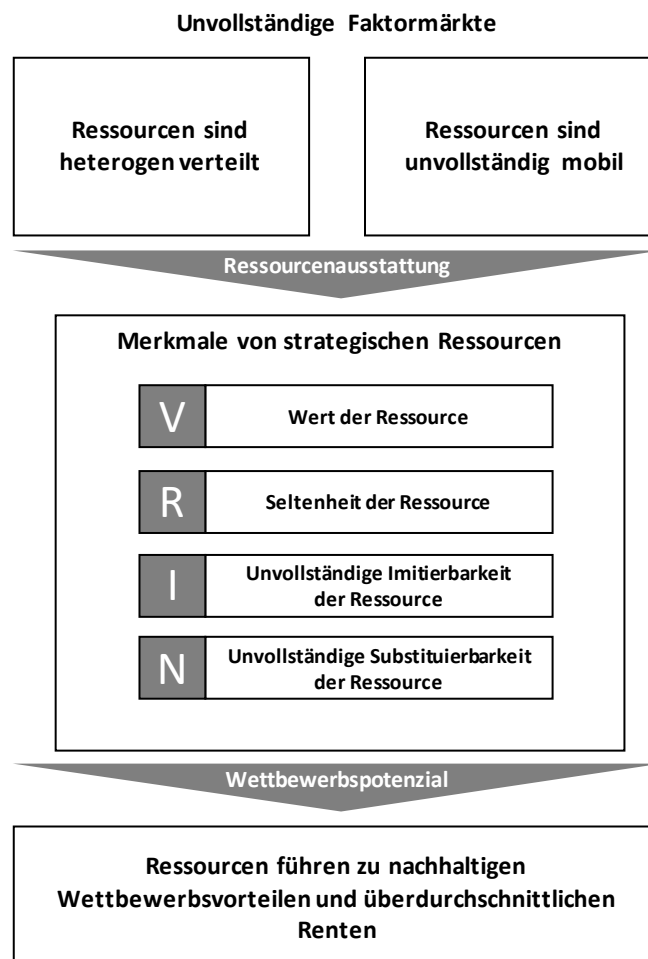 Unvollständige Faktormärkte
Ressourcen sind
heterogen verteilt
Ressourcen sind
unvollständig mobil
Ressourcenausstattung
Merkmale von strategischen Ressourcen
V
Wert der Ressource
R
Seltenheit der Ressource
I
Unvollständige Imitierbarkeit
der Ressource
N
Unvollständige Substituierbarkeit
der Ressource
Wettbewerbspotenzial
Ressourcen führen zu nachhaltigen
Wettbewerbsvorteilen und überdurchschnittlichen
Renten